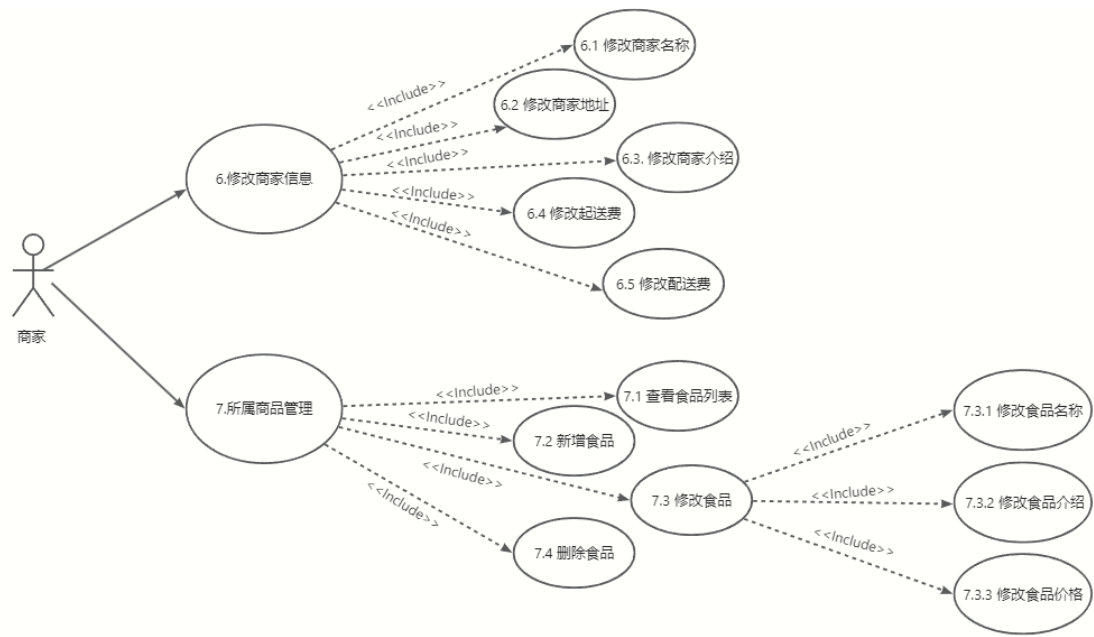 6.1 修改商家名称
<<Include>>
6.2 修改商家地址
<<Include>>
6.3. 修改商家介绍
<<Include>>
6.修改商家信息
<<Include>>
6.4 修改起送费
<<Include>>
6.5 修改配送费
商家
<<Include>>
7.1 查看食品列表
7.所属商品管理
<<Include>>
7.2 新增食品
<<Include>>
7.3 修改食品
<<Include>>
7.4 删除食品
<<Include>>
7.3.1 修改食品名称
<<Include>>
7.3.2 修改食品介绍
<<Include>>
7.3.3 修改食品价格